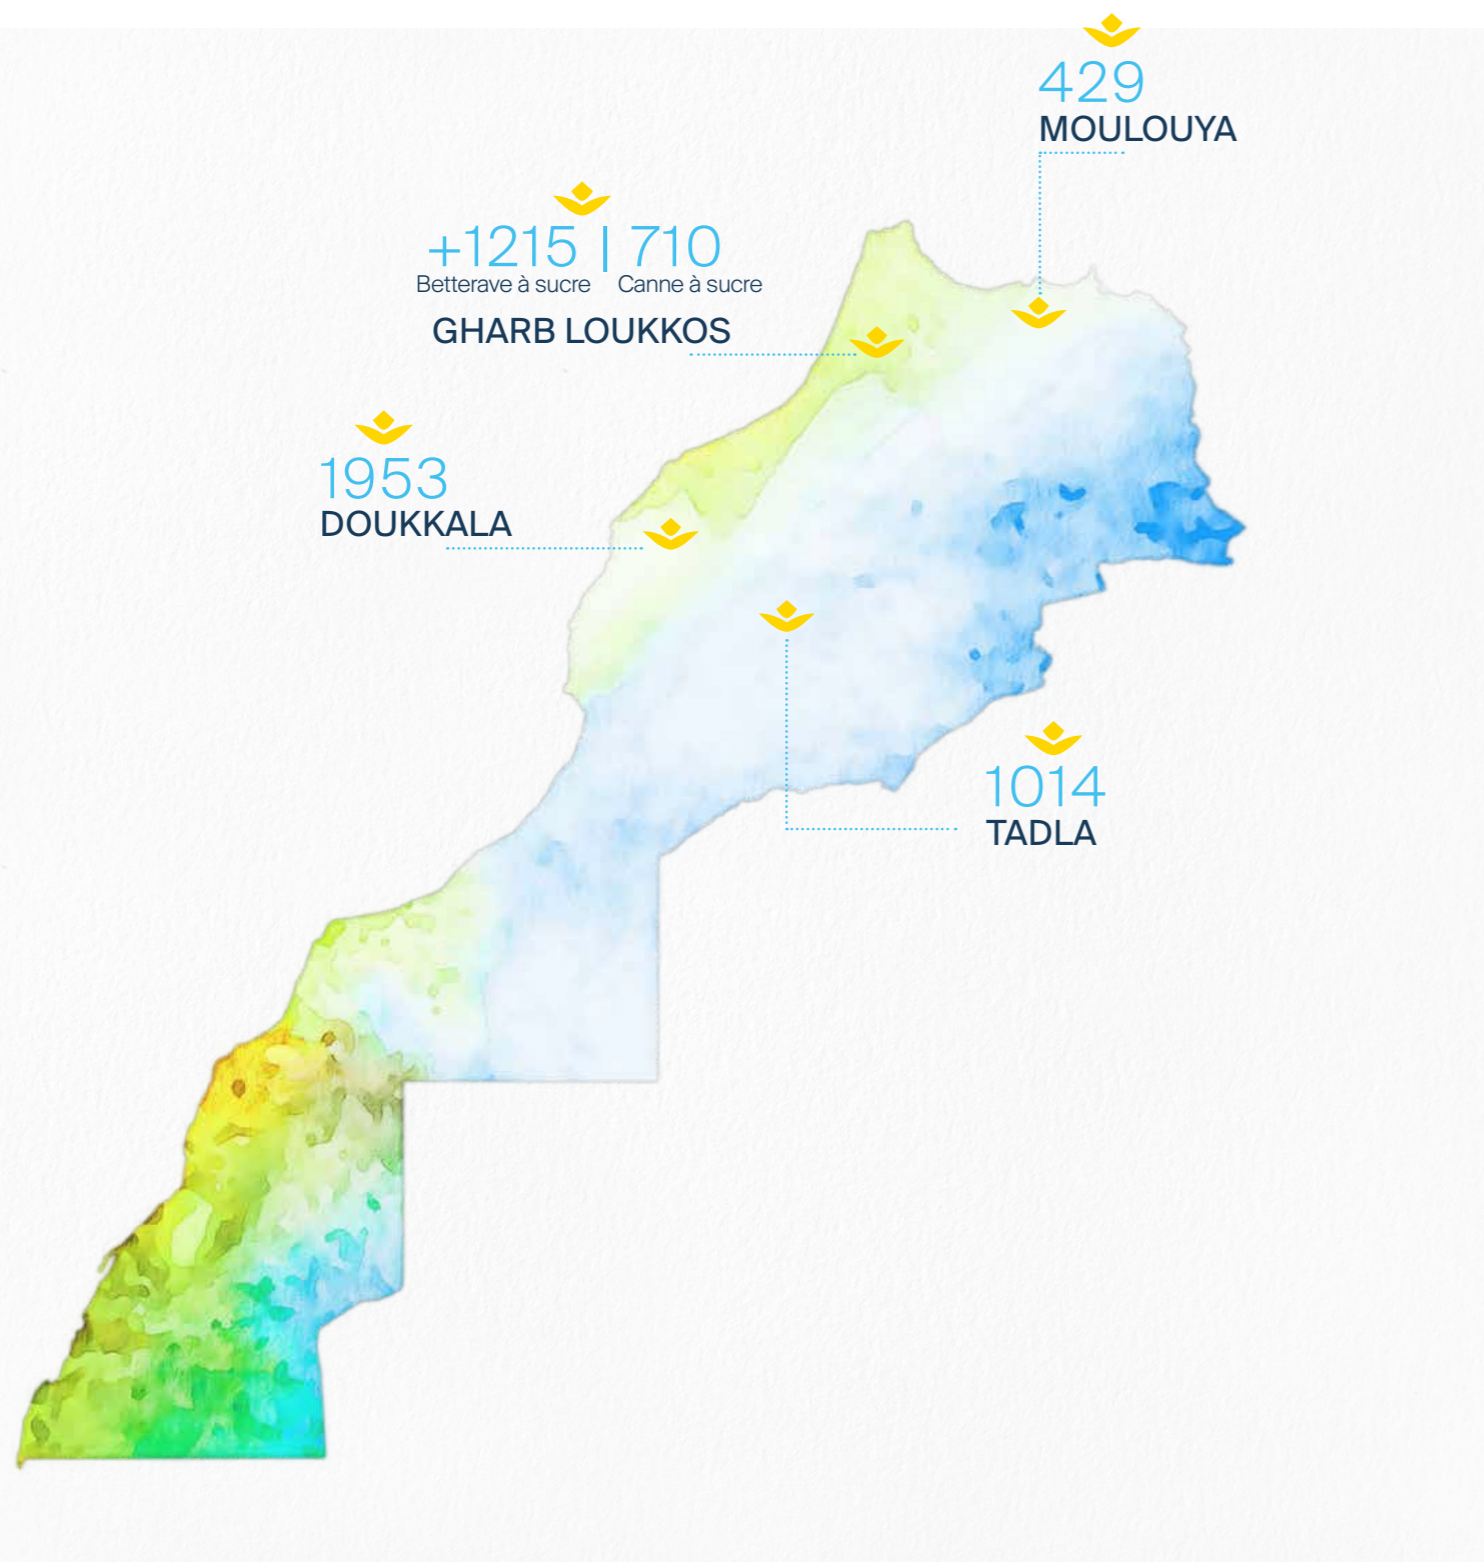 429
MOULOUYA
+1215 | 710
Betterave à sucre Canne à sucre
GHARB LOUKKOS
1953
DOUKKALA
1014
TADLA